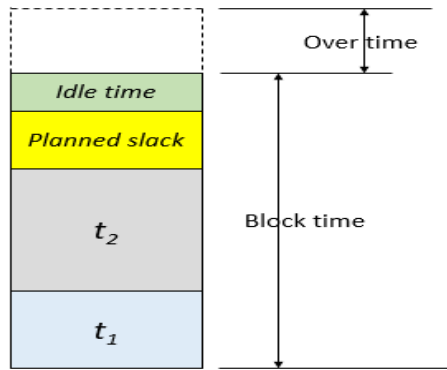 Over time
Idle time
Planned slack
t2
Block time
t1